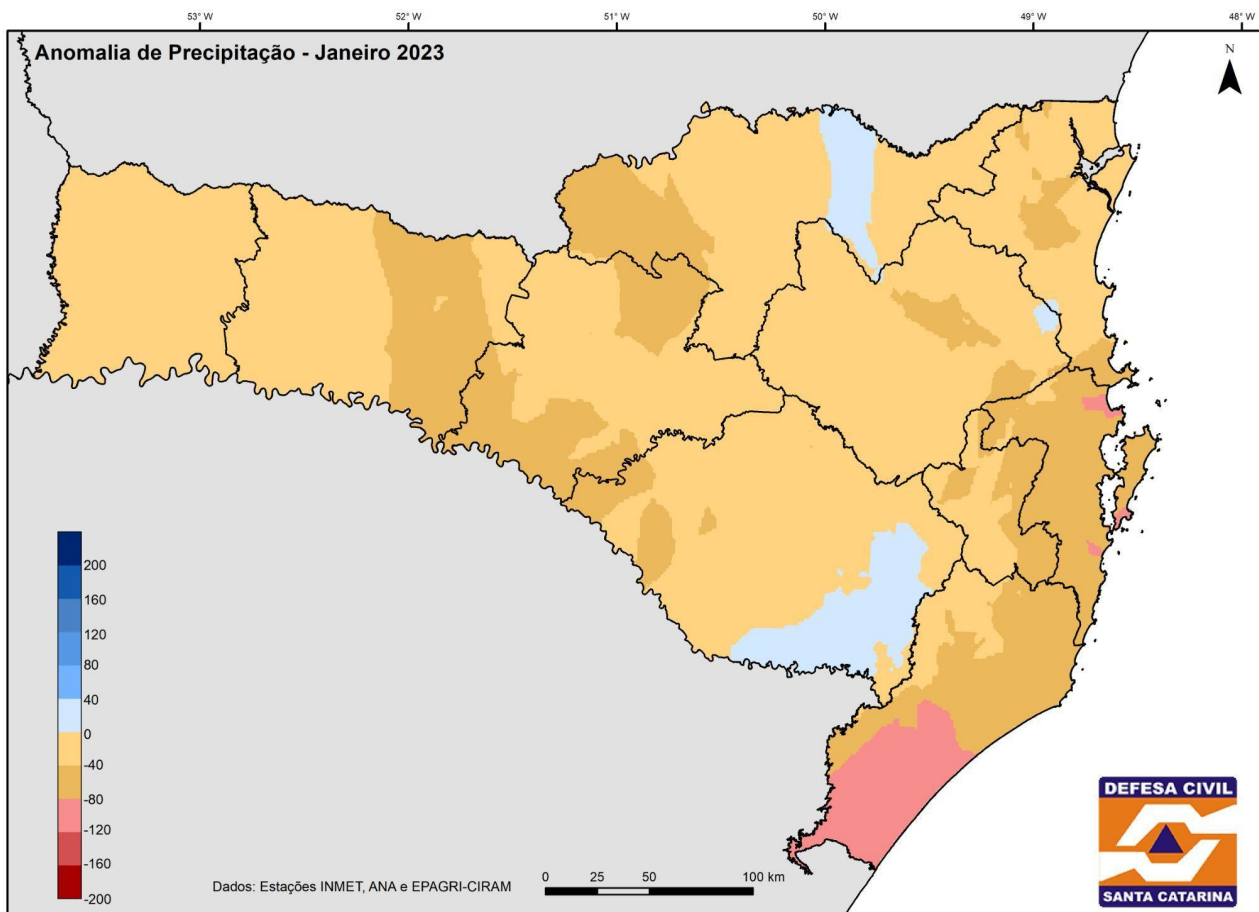 53° W
52° W
51° W
50° W
49° W
48° W
Anomalia de Precipitação - Janeiro 2023
N
200
160
120
80
40
0
-40
-80
-120
-160
-200
Dados: Estações INMET, ANA e EPAGRI-CIRAM
0 25 50 100 km
DEFESA CIVIL
SANTA CATARINA